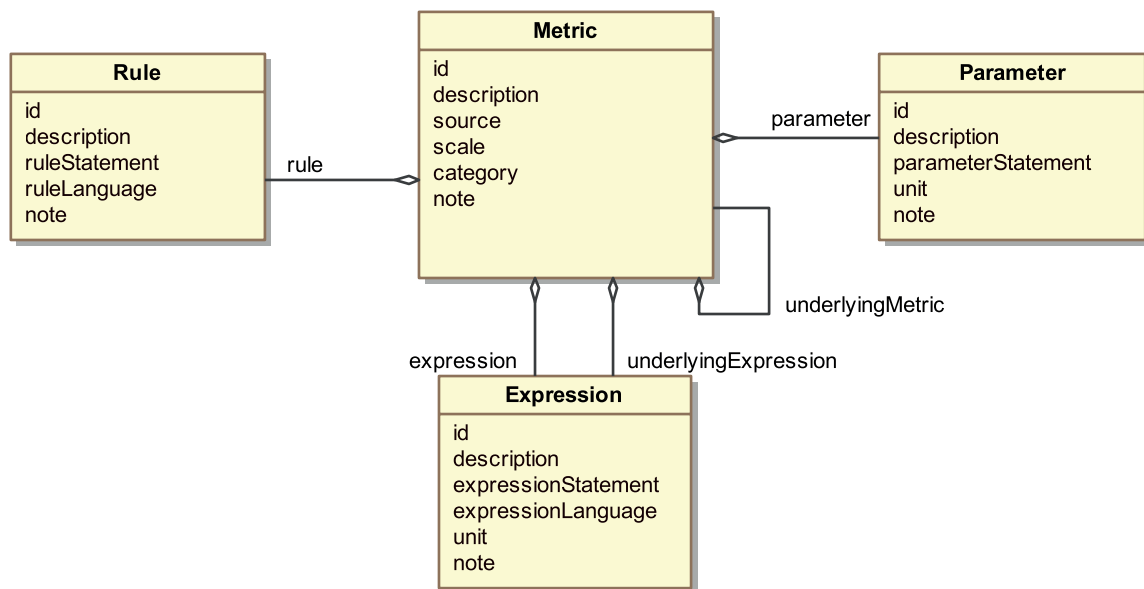 Metric
id
description
source
scale
category
note
Rule
id
description
ruleStatement
ruleLanguage
note
rule
Parameter
id
description
parameterStatement
unit
note
parameter
underlyingMetric
expression
underlyingExpression
Expression
id
description
expressionStatement
expressionLanguage
unit
note